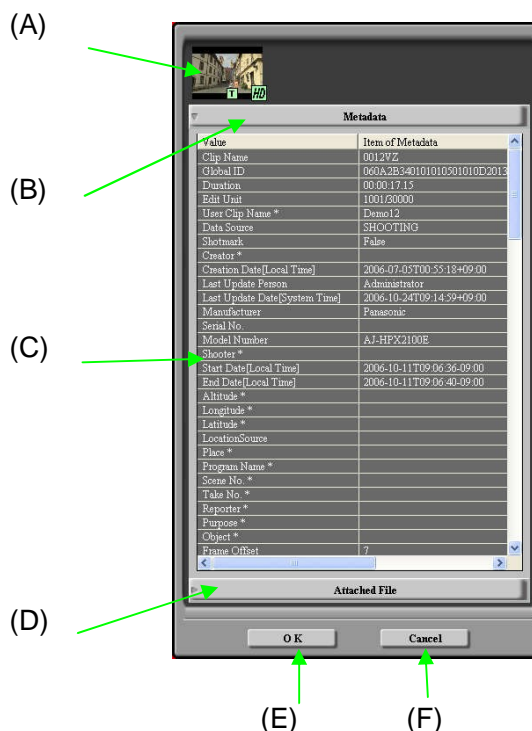 (A)
T HD
Metadata
(B)
Value Item of Metadata
Clip Name 0012VZ
Global ID 060A2B340101010501010D2013
Duration 00:00:17.15
Edit Unit 1001/30000
User Clip Name * Demo12
Data Source SHOOTING
Shotmark False
Creator *
Creation Date[Local Time] 2006-07-05T00:55:18+09:00
Last Update Person Administrator
Last Update Date[System Time] 2006-10-24T09:14:59+09:00
Manufacturer Panasonic
Serial No.
Model Number AJ-HPX2100E
(C)
Shooter *
Start Date[Local Time] 2006-10-11T09:06:36-09:00
End Date[Local Time] 2006-10-11T09:06:40-09:00
Altitude *
Longitude *
Latitude *
LocationSource
Place *
Program Name *
Scene No. *
Take No. *
Reporter *
Purpose *
Object *
Frame Offset 7
Attached File
(D)
O K Cancel
(E) (F)